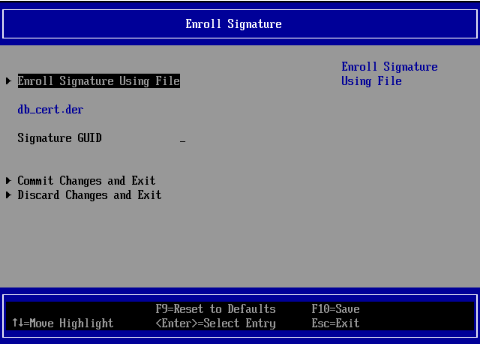 Enroll Signature
Enroll Signature Using File
Enroll Signature
Using File
db_cert.der
Signature GUID _
Commit Changes and Exit
Discard Changes and Exit
F9=Reset to Defaults F10=Save
↑↓=Move Highlight <Enter>=Select Entry Esc=Exit